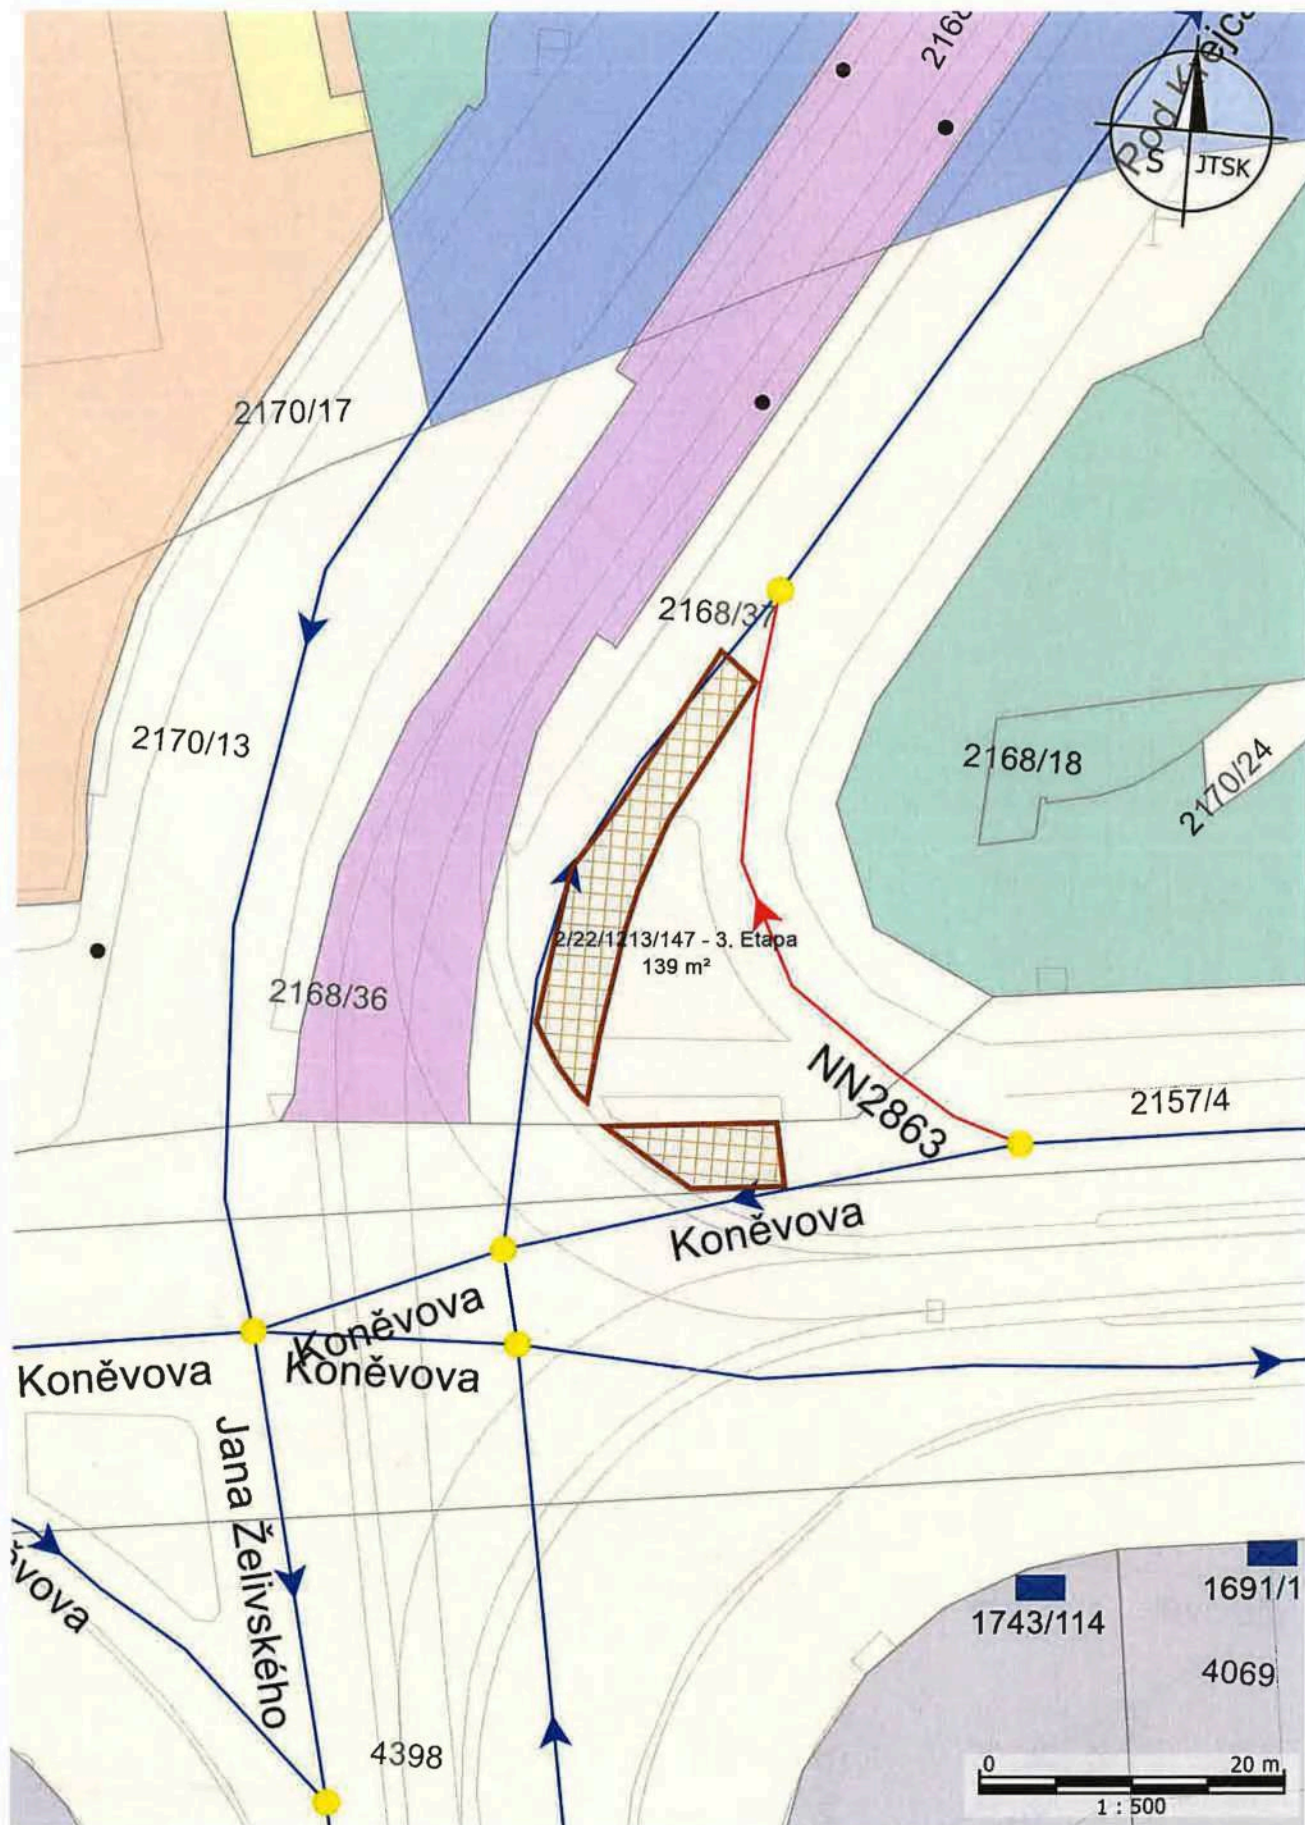 2168
S
JTSK
2170/17
2168/37
2170/13
2168/18
2170/24
2/22/1213/147 - 3. Etapa
139 m²
2168/36
NN2863
2157/4
Koněvova
Koněvova
Koněvova
Koněvova
Jana Želivského
1691/1
1743/114
4069
4398
0 20 m
1 : 500